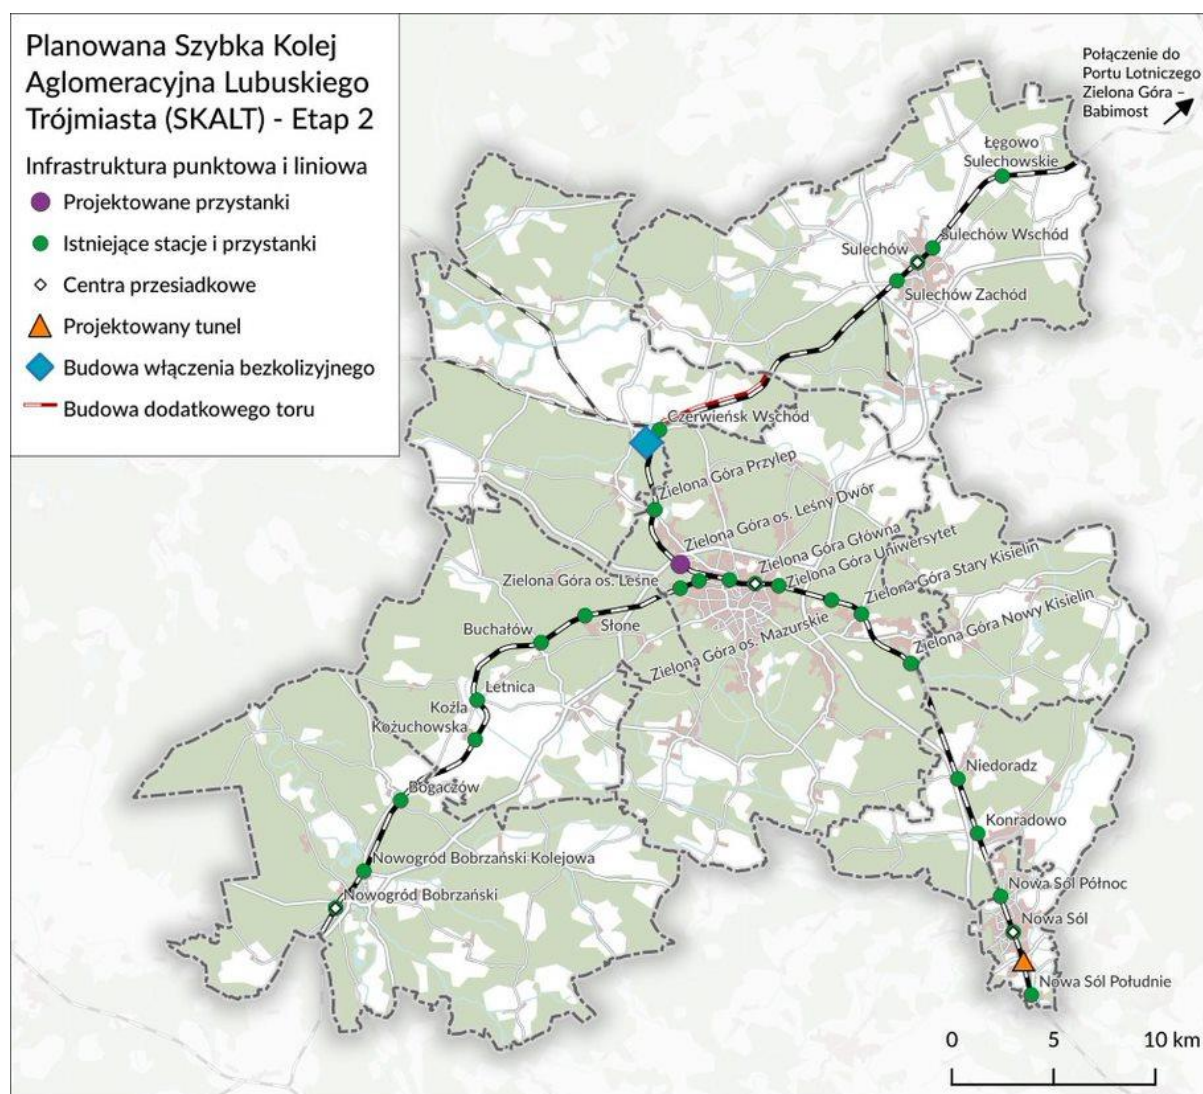 Planowana Szybka Kolej
Aglomeracyjna Lubuskiego
Trójmiasta (SKALT) - Etap 2
Infrastruktura punktowa i liniowa
Projektowane przystanki
Istniejące stacje i przystanki
Centra przesiadkowe
Projektowany tunel
Budowa włączenia bezkolizyjnego
Budowa dodatkowego toru
Połączenie do
Portu Lotniczego
Zielona Góra –
Babimost
Łęgowo
Sulechowskie
Sulechów Wschód
Sulechów
Sulechów Zachód
Czerwieńsk Wschód
Zielona Góra Przylep
Zielona Góra os. Leśny Dwór
Zielona Góra Główna
Zielona Góra Uniwersytet
Zielona Góra Stary Kisielin
Zielona Góra Nowy Kisielin
Zielona Góra os. Leśne
Zielona Góra os. Mazurskie
Słone
Buchałów
Letnica
Koźla
Kożuchowska
Bogaczów
Nowogród Bobrzański Kolejowa
Nowogród Bobrzański
Niedoradz
Konradowo
Nowa Sól Północ
Nowa Sól
Nowa Sól Południe
0 5 10 km